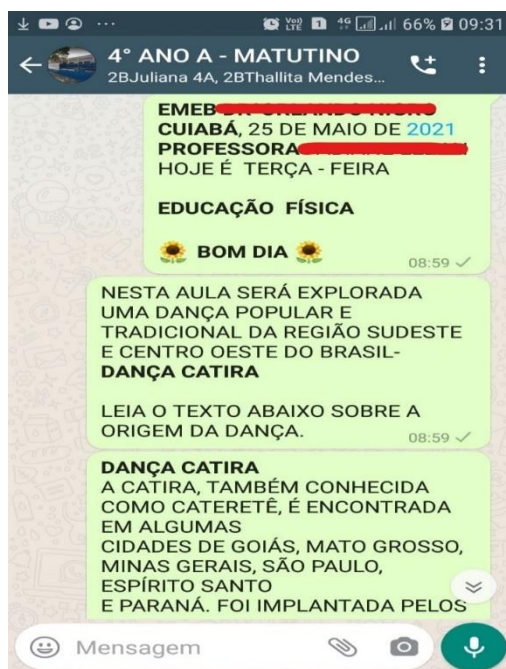 66% 09:31
4° ANO A - MATUTINO
2BJuliana 4A, 2BThallita Mendes...
EMEB
CUIABÁ, 25 DE MAIO DE 2021
PROFESSORA
HOJE É TERÇA - FEIRA
EDUCAÇÃO FÍSICA
🌻 BOM DIA 🌻
08:59
NESTA AULA SERÁ EXPLORADA
UMA DANÇA POPULAR E
TRADICIONAL DA REGIÃO SUDESTE
E CENTRO OESTE DO BRASIL-
DANÇA CATIRA
LEIA O TEXTO ABAIXO SOBRE A
ORIGEM DA DANÇA.
08:59
DANÇA CATIRA
A CATIRA, TAMBÉM CONHECIDA
COMO CATERETÊ, É ENCONTRADA
EM ALGUMAS
CIDADES DE GOIÁS, MATO GROSSO,
MINAS GERAIS, SÃO PAULO,
ESPÍRITO SANTO
E PARANÁ. FOI IMPLANTADA PELOS
Mensagem